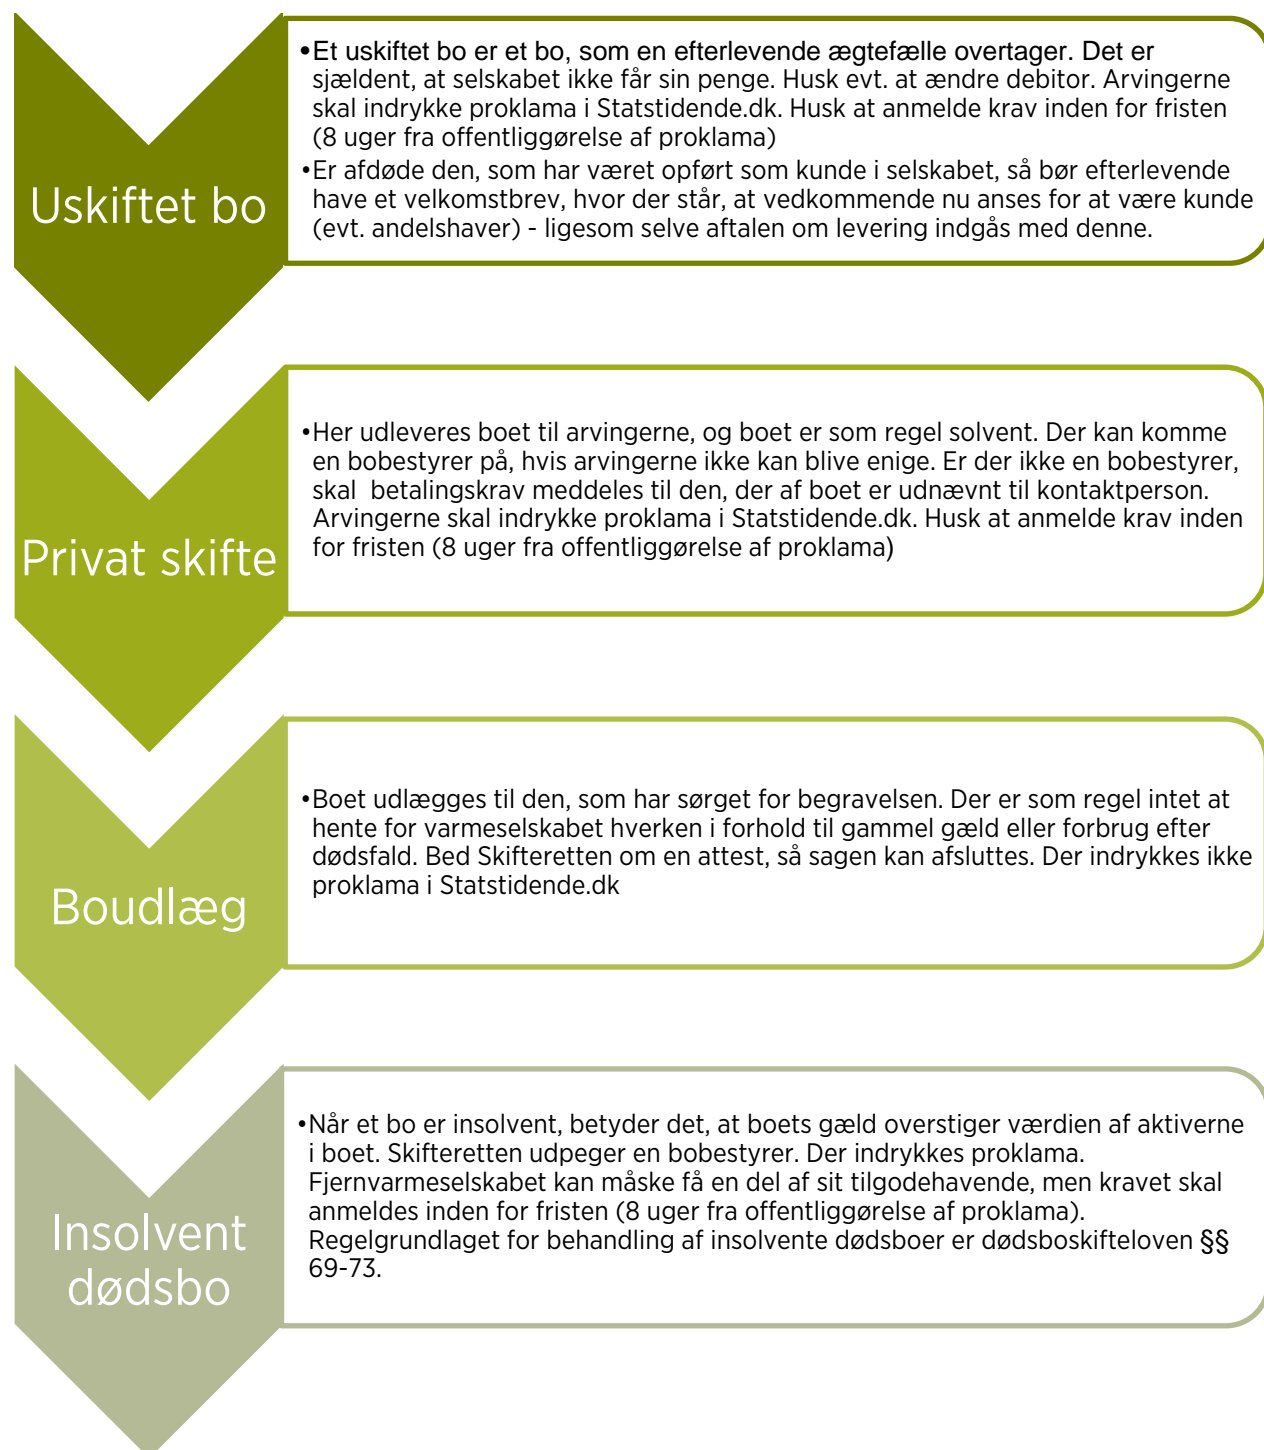 Uskiftet bo
•Et uskiftet bo er et bo, som en efterlevende ægtefælle overtager. Det er
sjældent, at selskabet ikke får sin penge. Husk evt. at ændre debitor. Arvingerne
skal indrykke proklama i Statstidende.dk. Husk at anmelde krav inden for fristen
(8 uger fra offentliggørelse af proklama)
•Er afdøde den, som har været opført som kunde i selskabet, så bør efterlevende
have et velkomstbrev, hvor der står, at vedkommende nu anses for at være kunde
(evt. andelshaver) - ligesom selve aftalen om levering indgås med denne.
Privat skifte
•Her udleveres boet til arvingerne, og boet er som regel solvent. Der kan komme
en bobestyrer på, hvis arvingerne ikke kan blive enige. Er der ikke en bobestyrer,
skal  betalingskrav meddeles til den, der af boet er udnævnt til kontaktperson.
Arvingerne skal indrykke proklama i Statstidende.dk. Husk at anmelde krav inden
for fristen (8 uger fra offentliggørelse af proklama)
Boudlæg
•Boet udlægges til den, som har sørget for begravelsen. Der er som regel intet at
hente for varmeselskabet hverken i forhold til gammel gæld eller forbrug efter
dødsfald. Bed Skifteretten om en attest, så sagen kan afsluttes. Der indrykkes ikke
proklama i Statstidende.dk
Insolvent
dødsbo
•Når et bo er insolvent, betyder det, at boets gæld overstiger værdien af aktiverne
i boet. Skifteretten udpeger en bobestyrer. Der indrykkes proklama.
Fjernvarmeselskabet kan måske få en del af sit tilgodehavende, men kravet skal
anmeldes inden for fristen (8 uger fra offentliggørelse af proklama).
Regelgrundlaget for behandling af insolvente dødsboer er dødsboskifteloven §§
69-73.